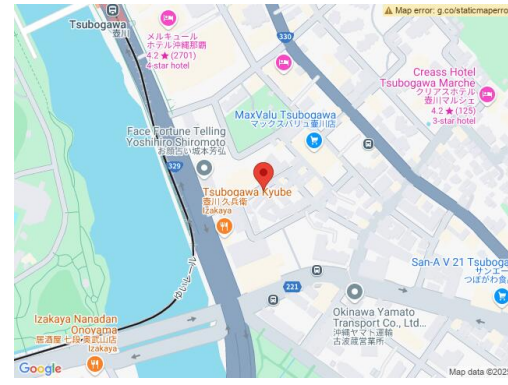 Map error: g.co/staticmaperro
Tsubogawa
壺川
メルキュール
ホテル沖縄那覇
4.2 ★ (2701)
4-star hotel
330
Creass Hotel
Tsubogawa Marche
クリアスホテル
壺川マルシェ
4.2 ★ (125)
3-star hotel
MaxValu Tsubogawa
マックスバリュ壷川店
Face Fortune Telling
Yoshihiro Shiromoto
お顔占い城本芳弘
329
Tsubogawa Kyube
壺川 久兵衛
Izakaya
ゆいレール
San-A V 21 Tsuboga
サンエー
つぼがわ食品
221
Okinawa Yamato
Transport Co., Ltd...
沖縄ヤマト運輸
古波蔵営業所
Izakaya Nanadan
Onoyama
居酒屋 七段 奥武山店
Izakaya
Google
Map data ©2025